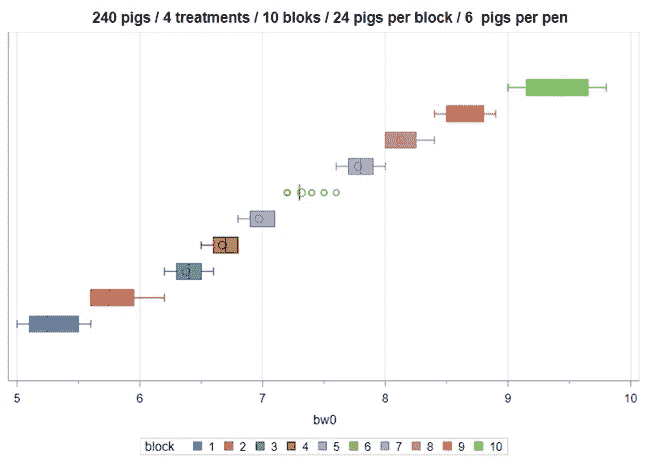 240 pigs / 4 treatments / 10 bloks / 24 pigs per block / 6 pigs per pen
5 6 7 8 9 10
bw0
block 1 2 3 4 5 6 7 8 9 10